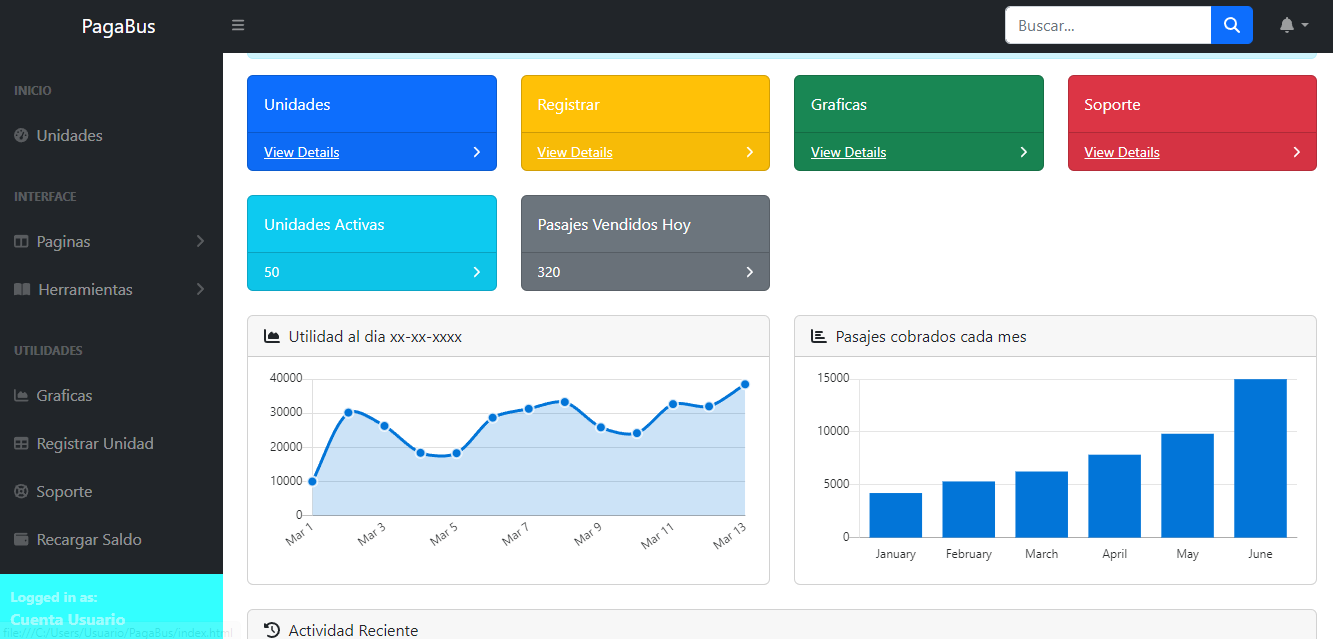 PagaBus
Buscar...
INICIO
Unidades
INTERFACE
Paginas
Herramientas
UTILIDADES
Graficas
Registrar Unidad
Soporte
Recargar Saldo
Logged in as:
Cuenta Usuario
file:///C:/Users/Usuario/PagaBus/index.html
Unidades
View Details
Registrar
View Details
Graficas
View Details
Soporte
View Details
Unidades Activas
50
Pasajes Vendidos Hoy
320
Utilidad al dia xx-xx-xxxx
40000
30000
20000
10000
0
Mar 1
Mar 3
Mar 5
Mar 7
Mar 9
Mar 11
Mar 13
Pasajes cobrados cada mes
15000
10000
5000
0
January
February
March
April
May
June
Actividad Reciente